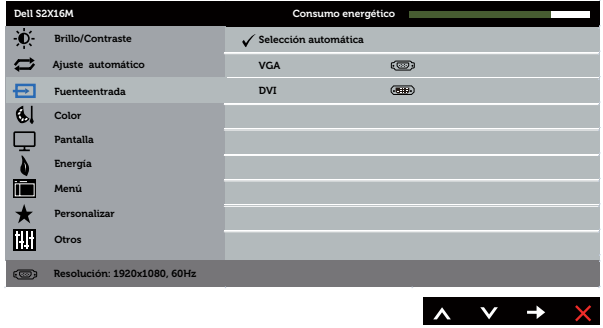 Dell S2X16M Consumo energético
Brillo/Contraste Selección automática
Ajuste automático VGA
Fuenteentrada DVI
Color
Pantalla
Energía
Menú
Personalizar
Otros
Resolución: 1920x1080, 60Hz